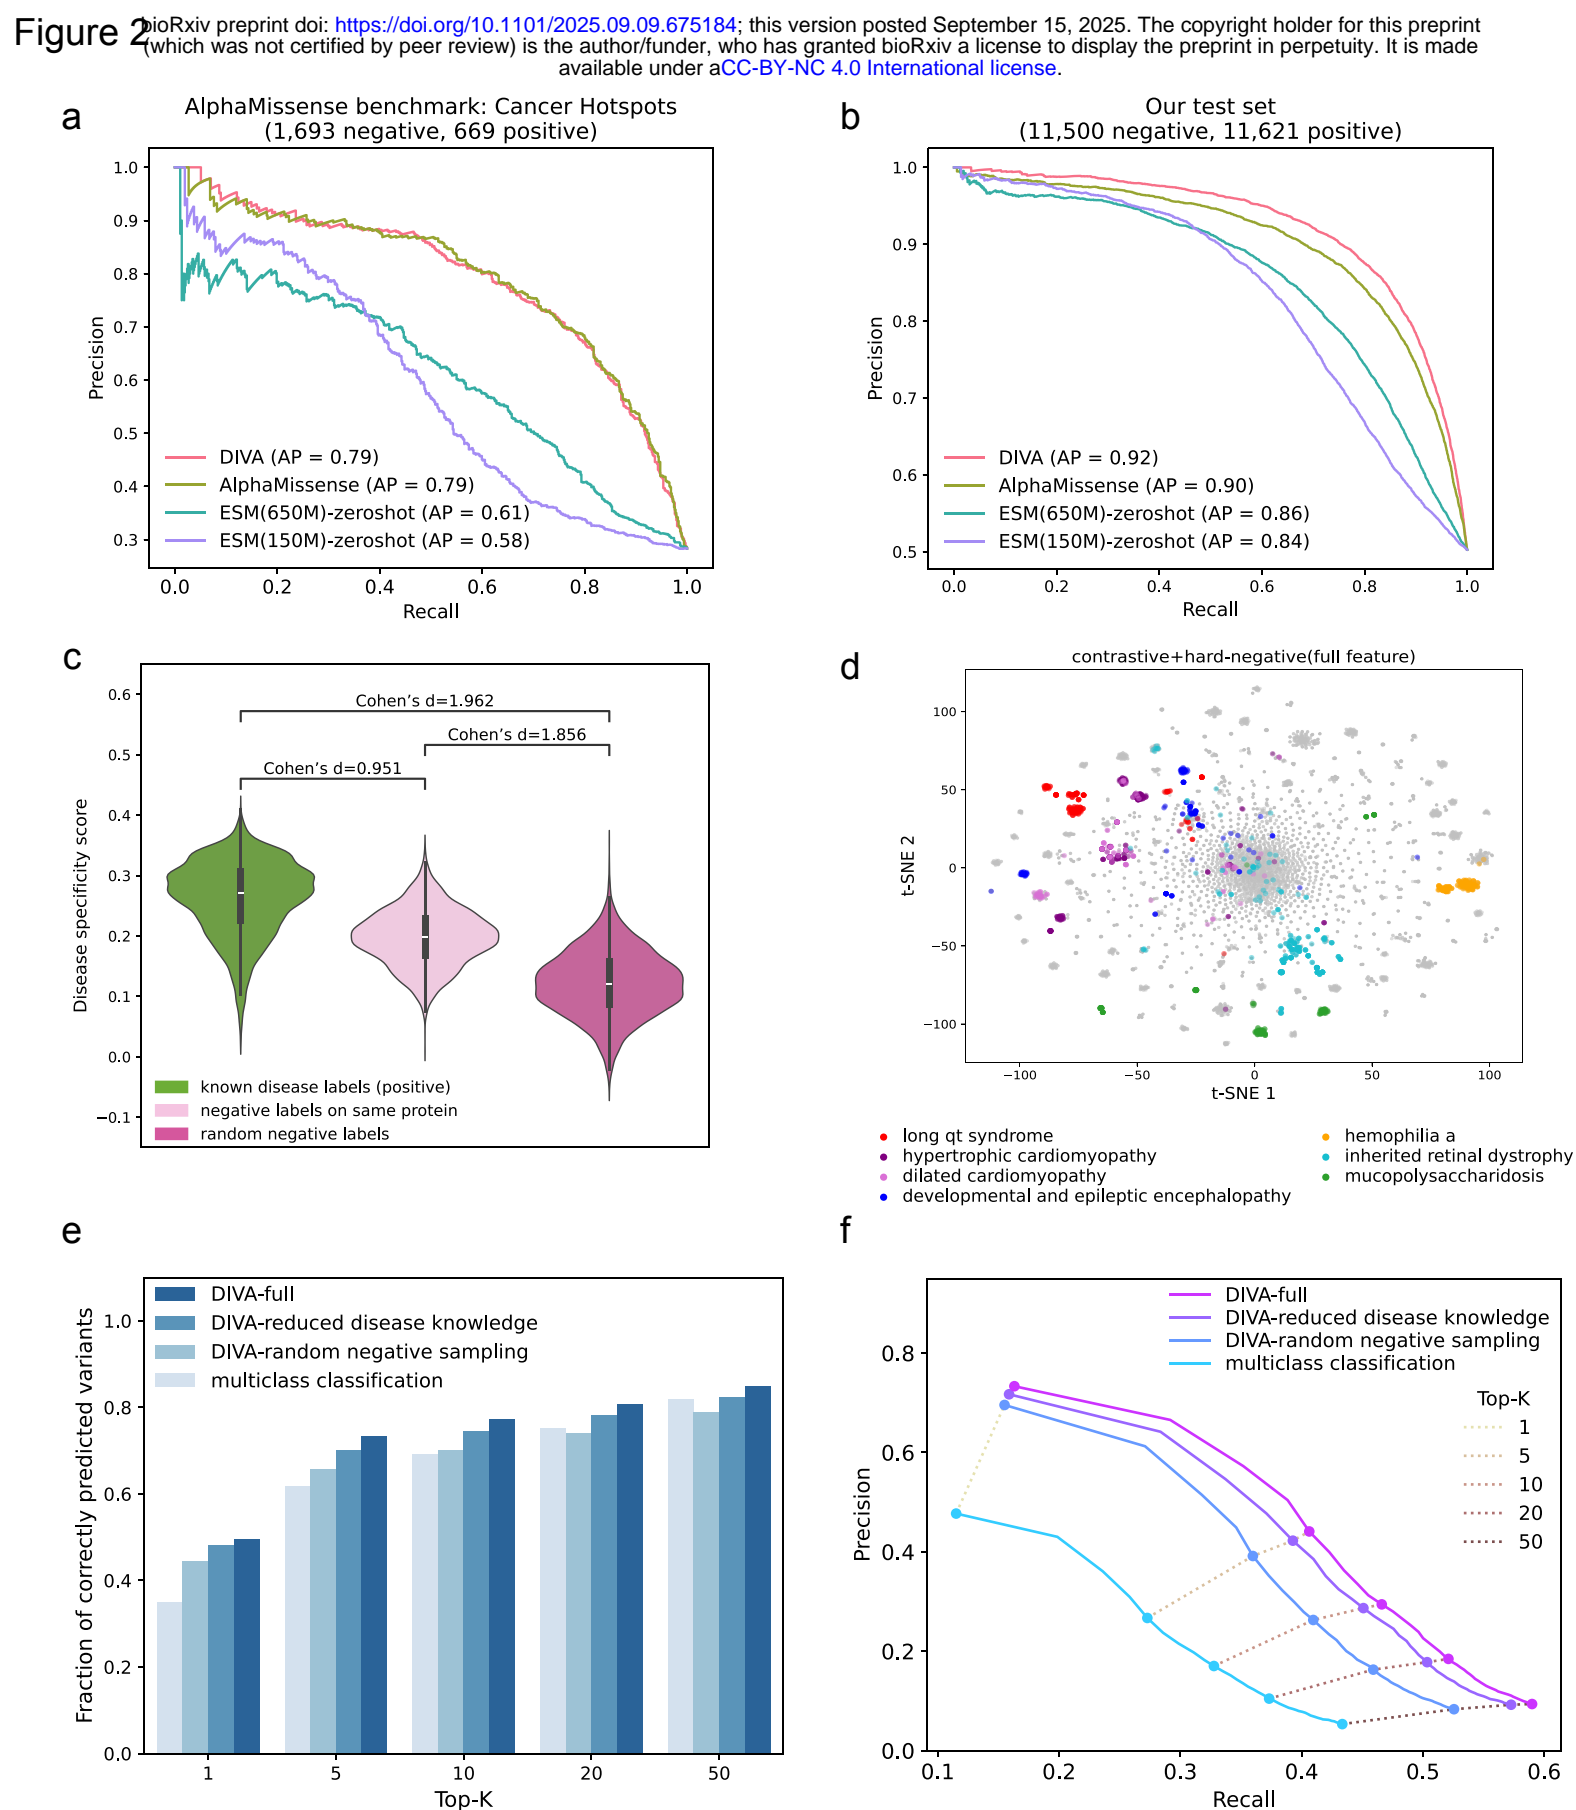 Figure 2
bioRxiv preprint doi: https://doi.org/10.1101/2025.09.09.675184; this version posted September 15, 2025. The copyright holder for this preprint
(which was not certified by peer review) is the author/funder, who has granted bioRxiv a license to display the preprint in perpetuity. It is made
available under aCC-BY-NC 4.0 International license.
a
AlphaMissense benchmark: Cancer Hotspots
(1,693 negative, 669 positive)
1.0
0.9
0.8
0.7
0.6
0.5
0.4
0.3
Precision
DIVA (AP = 0.79)
AlphaMissense (AP = 0.79)
ESM(650M)-zeroshot (AP = 0.61)
ESM(150M)-zeroshot (AP = 0.58)
0.0 0.2 0.4 0.6 0.8 1.0
Recall
b
Our test set
(11,500 negative, 11,621 positive)
1.0
0.9
0.8
0.7
0.6
0.5
Precision
DIVA (AP = 0.92)
AlphaMissense (AP = 0.90)
ESM(650M)-zeroshot (AP = 0.86)
ESM(150M)-zeroshot (AP = 0.84)
0.0 0.2 0.4 0.6 0.8 1.0
Recall
c
0.6
0.5
0.4
0.3
0.2
0.1
0.0
−0.1
Disease specificity score
Cohen's d=1.962
Cohen's d=1.856
Cohen's d=0.951
known disease labels (positive)
negative labels on same protein
random negative labels
d
contrastive+hard-negative(full feature)
100
50
0
−50
−100
t-SNE 2
−100 −50 0 50 100
t-SNE 1
long qt syndrome
hypertrophic cardiomyopathy
dilated cardiomyopathy
developmental and epileptic encephalopathy
hemophilia a
inherited retinal dystrophy
mucopolysaccharidosis
e
DIVA-full
DIVA-reduced disease knowledge
DIVA-random negative sampling
multiclass classification
1.0
0.8
0.6
0.4
0.2
0.0
Fraction of correctly predicted variants
1 5 10 20 50
Top-K
f
DIVA-full
DIVA-reduced disease knowledge
DIVA-random negative sampling
multiclass classification
Top-K
1
5
10
20
50
0.8
0.6
0.4
0.2
0.0
Precision
0.1 0.2 0.3 0.4 0.5 0.6
Recall